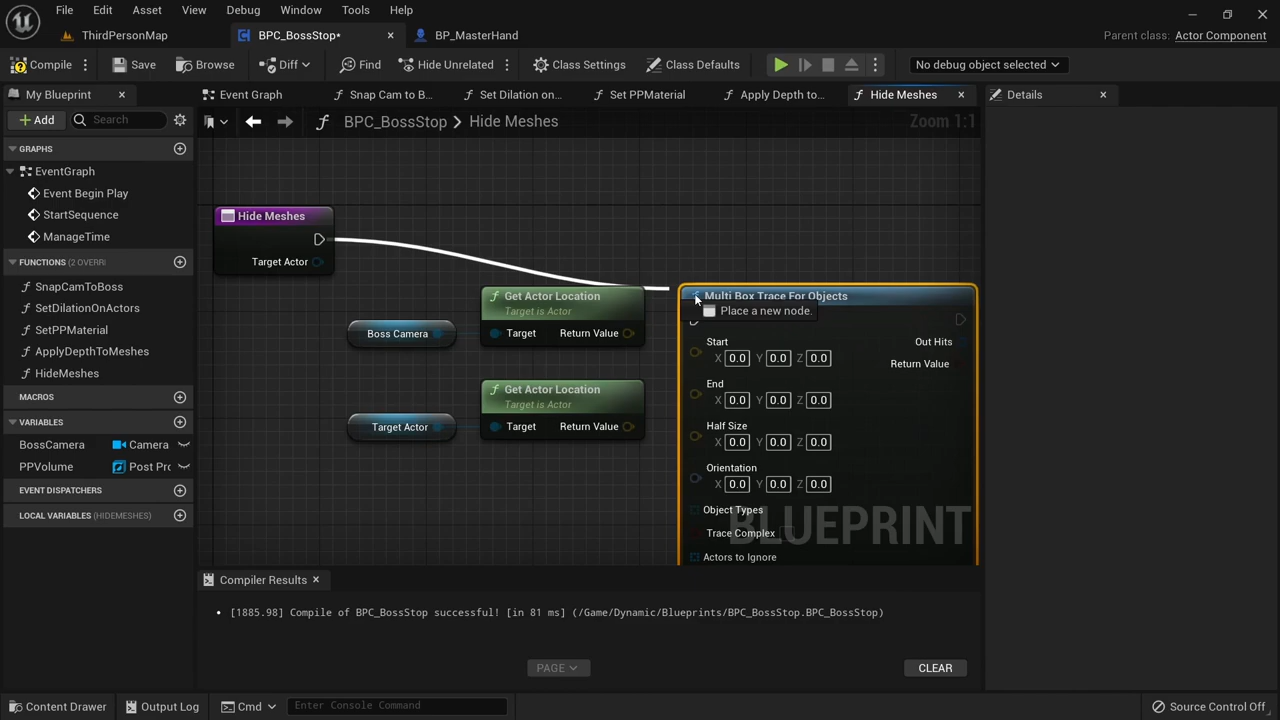 File Edit Asset View Debug Window Tools Help
ThirdPersonMap BPC_BossStop* BP_MasterHand Parent class: Actor Component
Compile Save Browse Diff Find Hide Unrelated Class Settings Class Defaults No debug object selected
My Blueprint Event Graph Snap Cam to B... Set Dilation on... Set PPMaterial Apply Depth to... Hide Meshes Details
Add Search BPC_BossStop > Hide Meshes Zoom 1:1
GRAPHS
EventGraph
Event Begin Play
StartSequence
ManageTime
FUNCTIONS (2 OVERRI
SnapCamToBoss
SetDilationOnActors
SetPPMaterial
ApplyDepthToMeshes
HideMeshes
MACROS
VARIABLES
BossCamera Camera
PPVolume Post Pro
EVENT DISPATCHERS
LOCAL VARIABLES (HIDEMESHES)
Hide Meshes
Target Actor
Boss Camera
Get Actor Location
Target is Actor
Target Return Value
Target Actor
Get Actor Location
Target is Actor
Target Return Value
Multi Box Trace For Objects
Place a new node.
Start Out Hits
X 0.0 Y 0.0 Z 0.0 Return Value
End
X 0.0 Y 0.0 Z 0.0
Half Size
X 0.0 Y 0.0 Z 0.0
Orientation
X 0.0 Y 0.0 Z 0.0
Object Types
Trace Complex
Actors to Ignore
BLUEPRINT
Compiler Results
[1885.98] Compile of BPC_BossStop successful! [in 81 ms] (/Game/Dynamic/Blueprints/BPC_BossStop.BPC_BossStop)
PAGE CLEAR
Content Drawer Output Log Cmd Enter Console Command Source Control Off